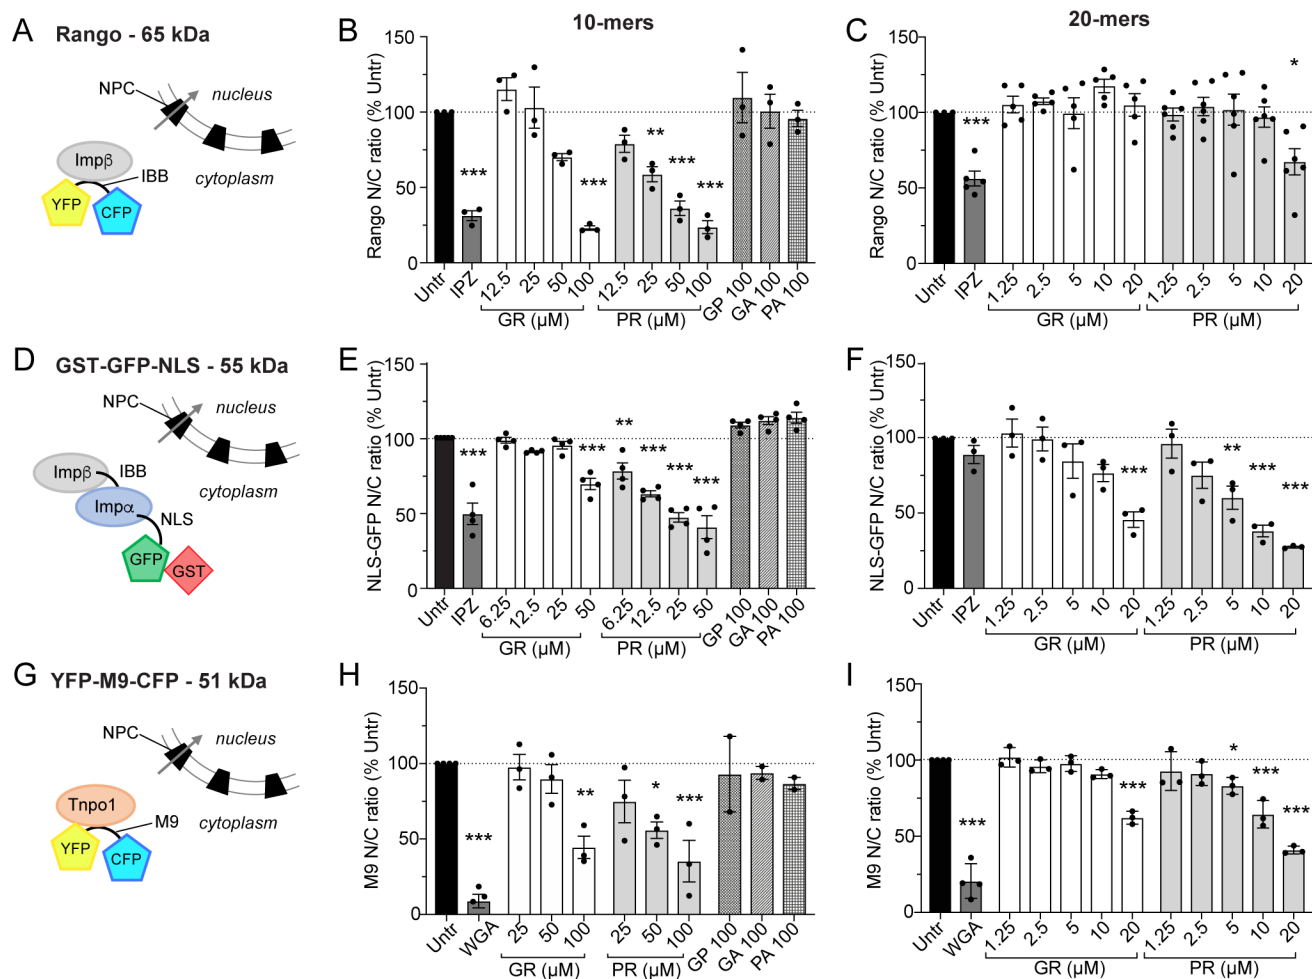 10-mers
20-mers
A Rango - 65 kDa
NPC
nucleus
Impβ
IBB
cytoplasm
YFP
CFP
B
Rango N/C ratio (% Untr)
150
100
50
0
***
***
**
***
***
Untr
IPZ
12.5
25
50
100
12.5
25
50
100
GP 100
GA 100
PA 100
GR (µM)
PR (µM)
C
Rango N/C ratio (% Untr)
150
100
50
0
***
*
Untr
IPZ
1.25
2.5
5
10
20
1.25
2.5
5
10
20
GR (µM)
PR (µM)
D GST-GFP-NLS - 55 kDa
NPC
nucleus
Impβ
IBB
cytoplasm
Impα
NLS
GFP
GST
E
NLS-GFP N/C ratio (% Untr)
150
100
50
0
***
***
**
***
***
***
Untr
IPZ
6.25
12.5
25
50
6.25
12.5
25
50
GP 100
GA 100
PA 100
GR (µM)
PR (µM)
F
NLS-GFP N/C ratio (% Untr)
150
100
50
0
***
**
***
***
Untr
IPZ
1.25
2.5
5
10
20
1.25
2.5
5
10
20
GR (µM)
PR (µM)
G YFP-M9-CFP - 51 kDa
NPC
nucleus
Tnpo1
M9
cytoplasm
YFP
CFP
H
M9 N/C ratio (% Untr)
150
100
50
0
***
**
*
***
Untr
WGA
25
50
100
25
50
100
GP 100
GA 100
PA 100
GR (µM)
PR (µM)
I
M9 N/C ratio (% Untr)
150
100
50
0
***
***
*
***
***
Untr
WGA
1.25
2.5
5
10
20
1.25
2.5
5
10
20
GR (µM)
PR (µM)